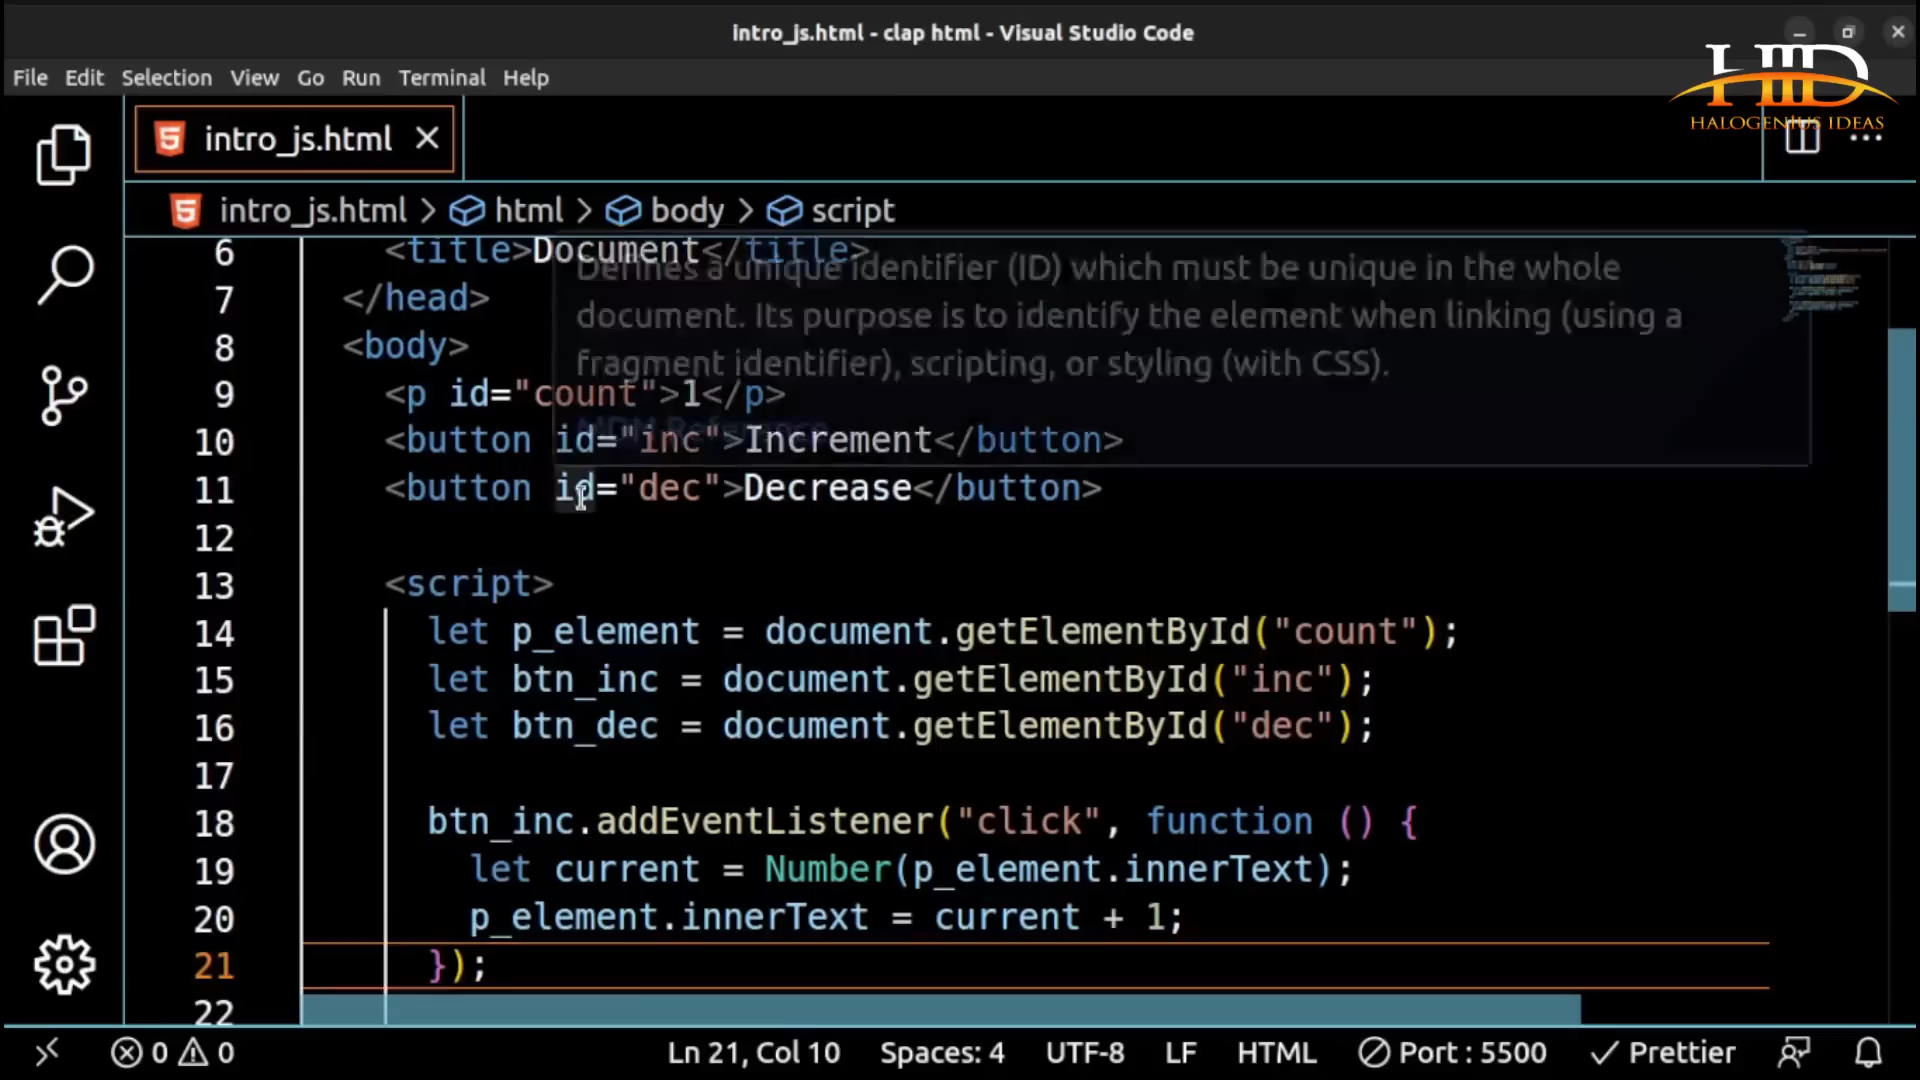 intro_js.html - clap html - Visual Studio Code
File Edit Selection View Go Run Terminal Help
HID
HALOGENIUS IDEAS
intro_js.html
intro_js.html > html > body > script
6 <title>Document</title>
Defines a unique identifier (ID) which must be unique in the whole
7 </head>
document. Its purpose is to identify the element when linking (using a
8 <body>
fragment identifier), scripting, or styling (with CSS).
9 <p id="count">1</p>
MDN Reference
10 <button id="inc">Increment</button>
11 <button id="dec">Decrease</button>
12
13 <script>
14 let p_element = document.getElementById("count");
15 let btn_inc = document.getElementById("inc");
16 let btn_dec = document.getElementById("dec");
17
18 btn_inc.addEventListener("click", function () {
19 let current = Number(p_element.innerText);
20 p_element.innerText = current + 1;
21 });
22
0 0 Ln 21, Col 10 Spaces: 4 UTF-8 LF HTML Port : 5500 Prettier